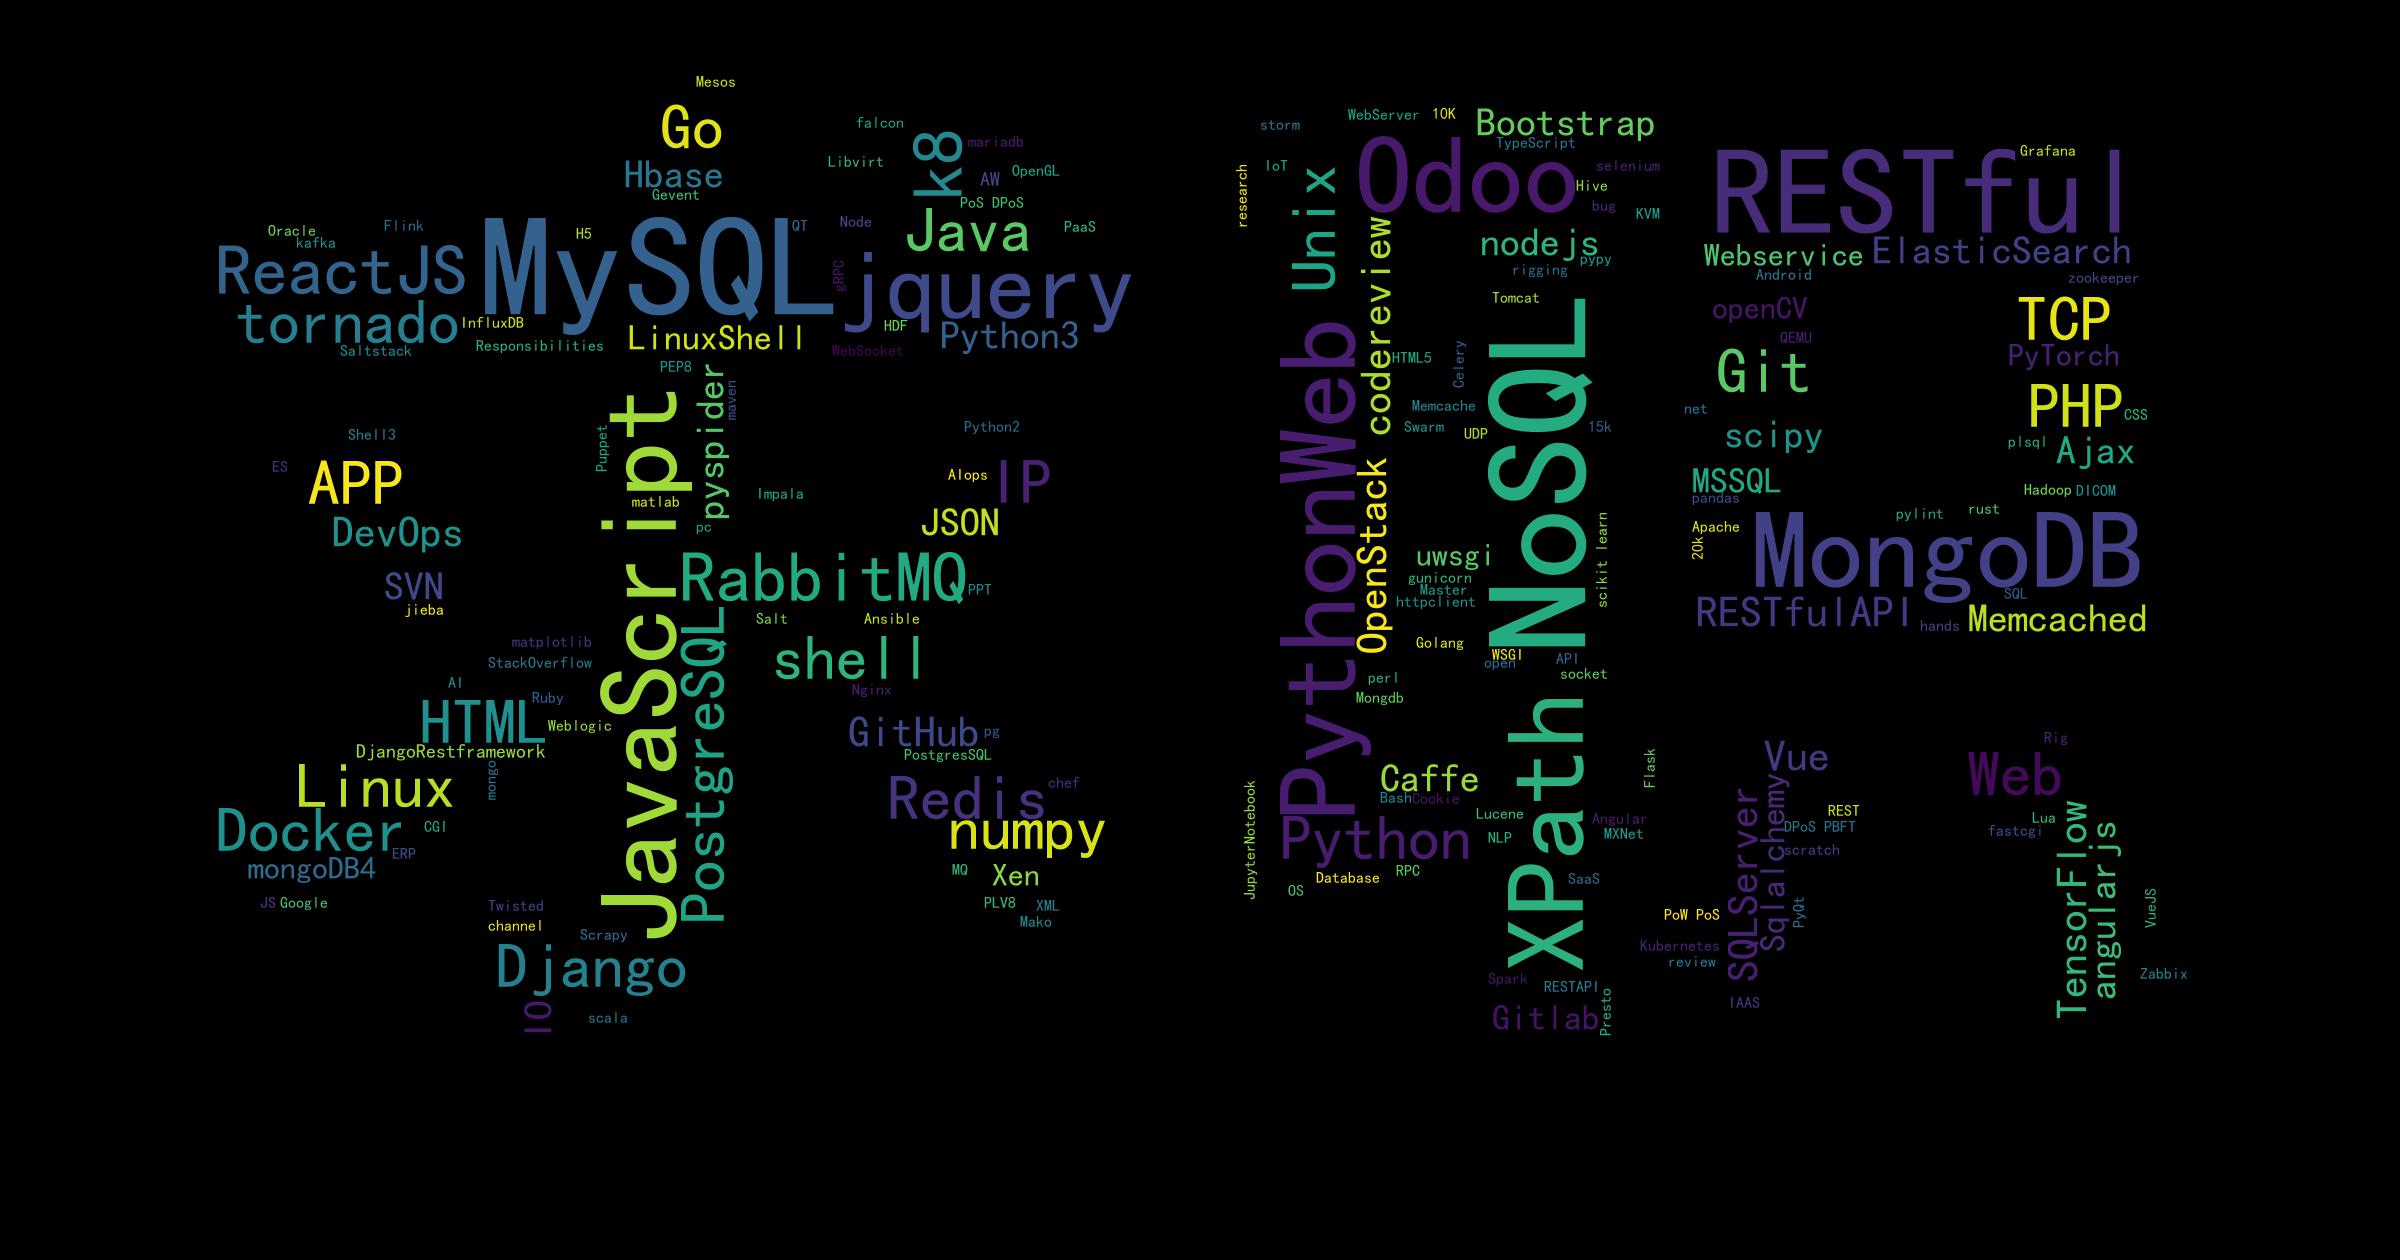 Mesos
Go
falcon
k8
mariadb
Hbase
Libvirt
AW
OpenGL
Gevent
PoS DPoS
Oracle
Flink
MySQL
H5
QT
Node
Java
PaaS
kafka
ReactJS
gRPC
jquery
tornado
InfluxDB
LinuxShell
HDF
Python3
Saltstack
Responsibilities
WebSocket
PEP8
pyspider
maven
Shell3
Puppet
JavaScript
Python2
ES
APP
matlab
Impala
AIops
IP
DevOps
pc
JSON
SVN
RabbitMQ
PPT
jieba
Salt
Ansible
matplotlib
PostgreSQL
shell
StackOverflow
AI
Ruby
Nginx
HTML
Weblogic
GitHub
pg
DjangoRestframework
PostgresSQL
Linux
mongo
Redis
chef
Docker
CGI
numpy
mongoDB4
ERP
MQ
Xen
JS
Google
Twisted
PLV8
XML
channel
Mako
Scrapy
Django
IO
scala
storm
WebServer
10K
Bootstrap
TypeScript
research
IoT
Unix
Odoo
selenium
Hive
bug
KVM
codereview
nodejs
pypy
rigging
Tomcat
PythonWeb
HTML5
Celery
NoSQL
Memcache
Swarm
UDP
15k
OpenStack
uwsgi
scikit learn
gunicorn
Master
httpclient
Golang
WSGI
open
API
perl
socket
Mongdb
XPath
Caffe
Flask
JupyterNotebook
Bash
Cookie
Python
Lucene
Angular
NLP
MXNet
Database
RPC
OS
SaaS
Spark
RESTAPI
Gitlab
Presto
RESTful
Grafana
Webservice
ElasticSearch
Android
zookeeper
openCV
TCP
QEMU
PyTorch
Git
net
PHP
CSS
scipy
plsql
Ajax
MSSQL
pandas
Hadoop
DICOM
Apache
pylint
rust
20k
MongoDB
SQL
RESTfulAPI
hands
Memcached
Vue
Rig
Web
SQLServer
Sqlalchemy
REST
DPoS PBFT
scratch
Lua
fastcgi
TensorFlow
angularjs
PoW PoS
PyQt
VueJS
Kubernetes
review
Zabbix
IAAS